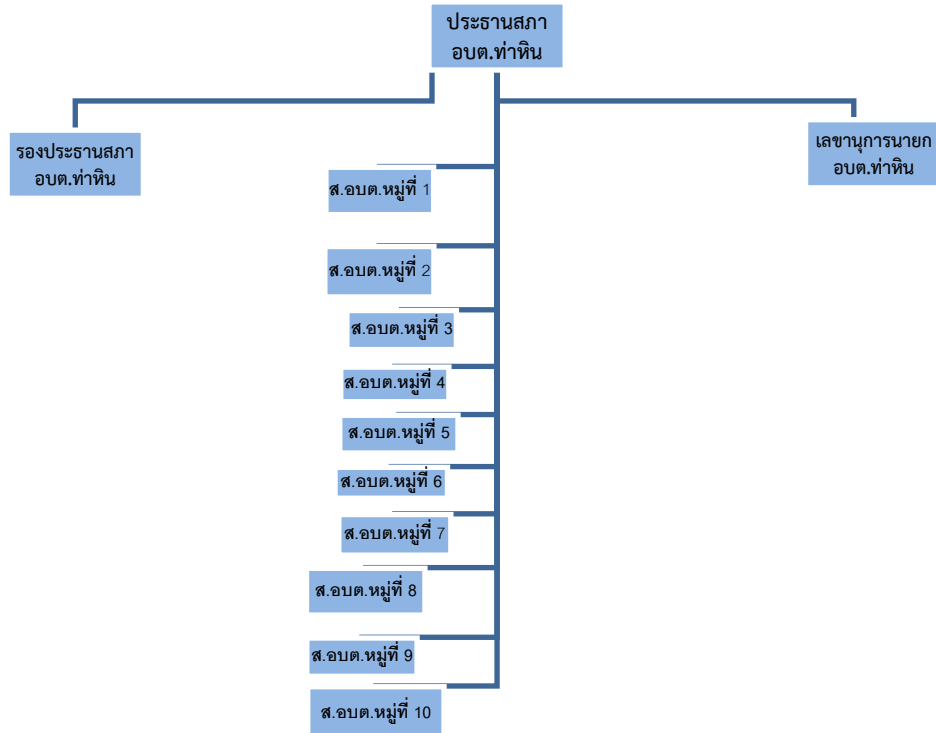 ประธานสภา
อบต.ท่าหิน
รองประธานสภา
อบต.ท่าหิน
เลขานุการนายก
อบต.ท่าหิน
ส.อบต.หมู่ที่ 1
ส.อบต.หมู่ที่ 2
ส.อบต.หมู่ที่ 3
ส.อบต.หมู่ที่ 4
ส.อบต.หมู่ที่ 5
ส.อบต.หมู่ที่ 6
ส.อบต.หมู่ที่ 7
ส.อบต.หมู่ที่ 8
ส.อบต.หมู่ที่ 9
ส.อบต.หมู่ที่ 10